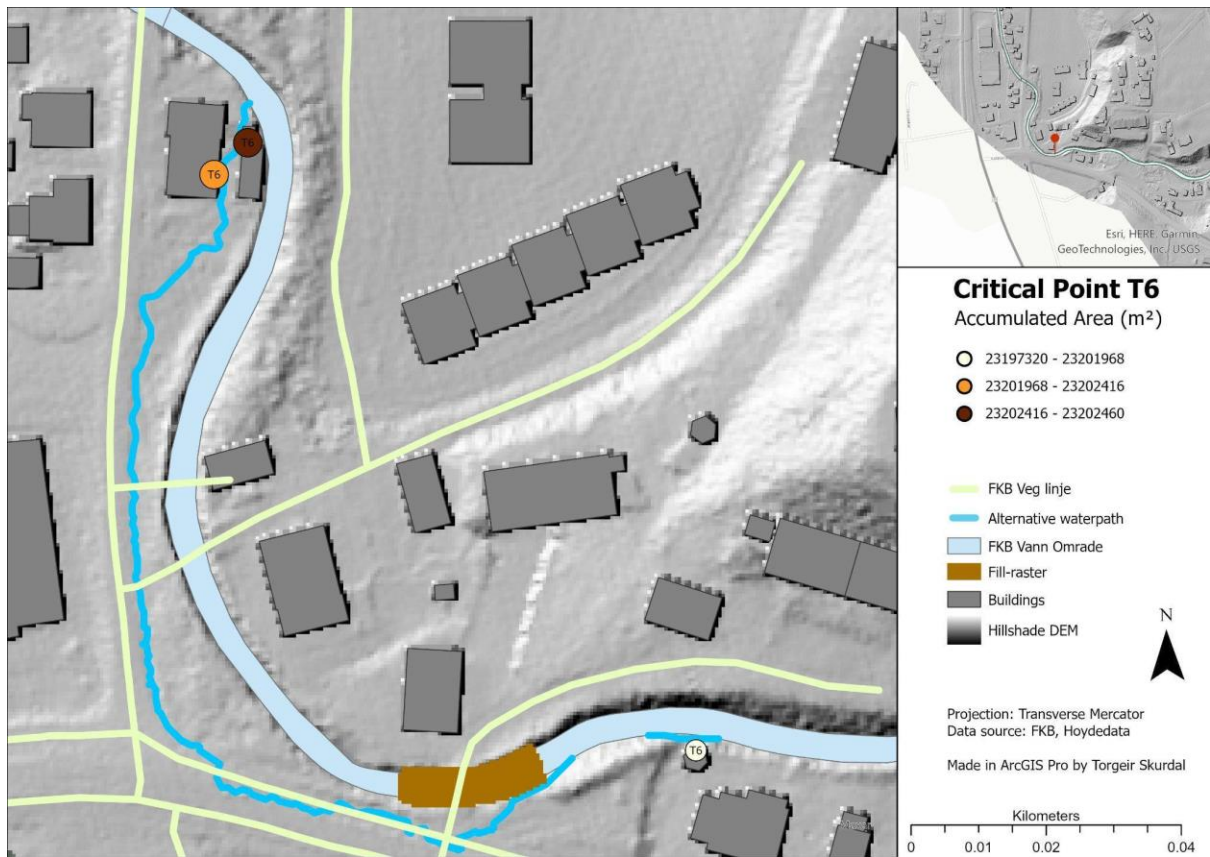 T6
T6
T6
Esri, HERE, Garmin,
GeoTechnologies, Inc., USGS
Critical Point T6
Accumulated Area (m²)
23197320 - 23201968
23201968 - 23202416
23202416 - 23202460
FKB Veg linje
Alternative waterpath
FKB Vann Omrade
Fill-raster
Buildings
Hillshade DEM
N
Projection: Transverse Mercator
Data source: FKB, Hoydedata
Made in ArcGIS Pro by Torgeir Skurdal
Kilometers
0 0.01 0.02 0.04